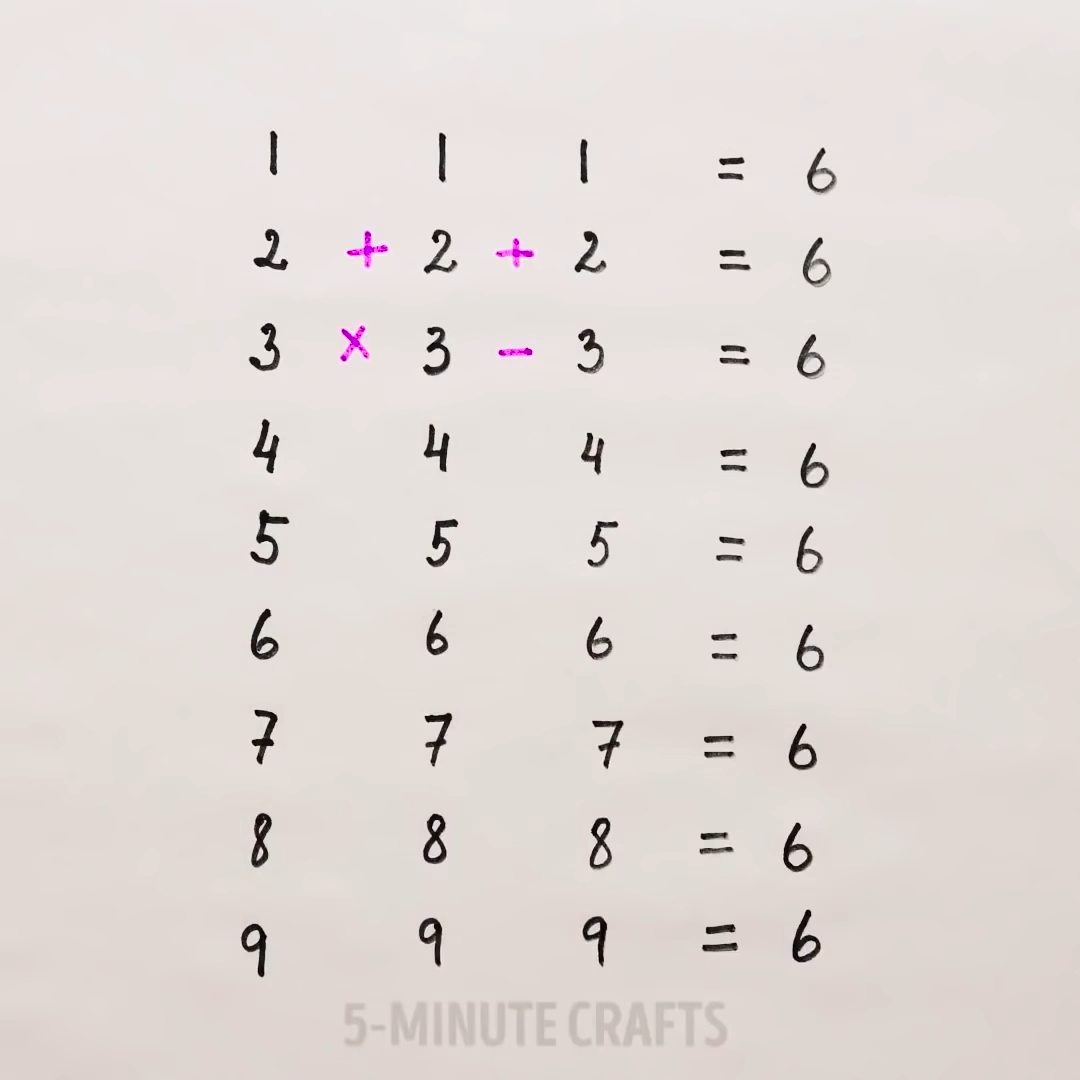 1 1 1 = 6
2 + 2 + 2 = 6
3 × 3 - 3 = 6
4 4 4 = 6
5 5 5 = 6
6 6 6 = 6
7 7 7 = 6
8 8 8 = 6
9 9 9 = 6
5-MINUTE CRAFTS